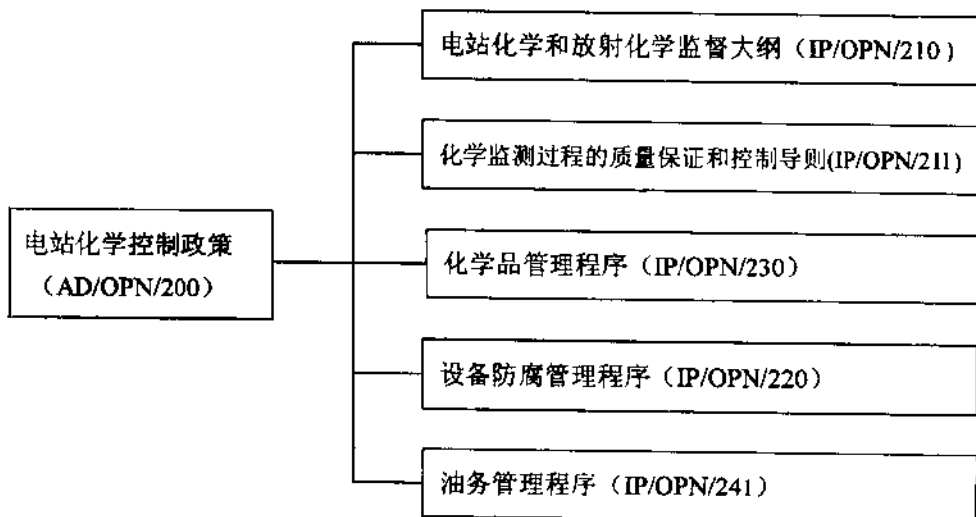 电站化学和放射化学监督大纲（IP/OPN/210）
化学监测过程的质量保证和控制导则(IP/OPN/211)
电站化学控制政策
（AD/OPN/200）
化学品管理程序（IP/OPN/230）
设备防腐管理程序（IP/OPN/220）
油务管理程序（IP/OPN/241）